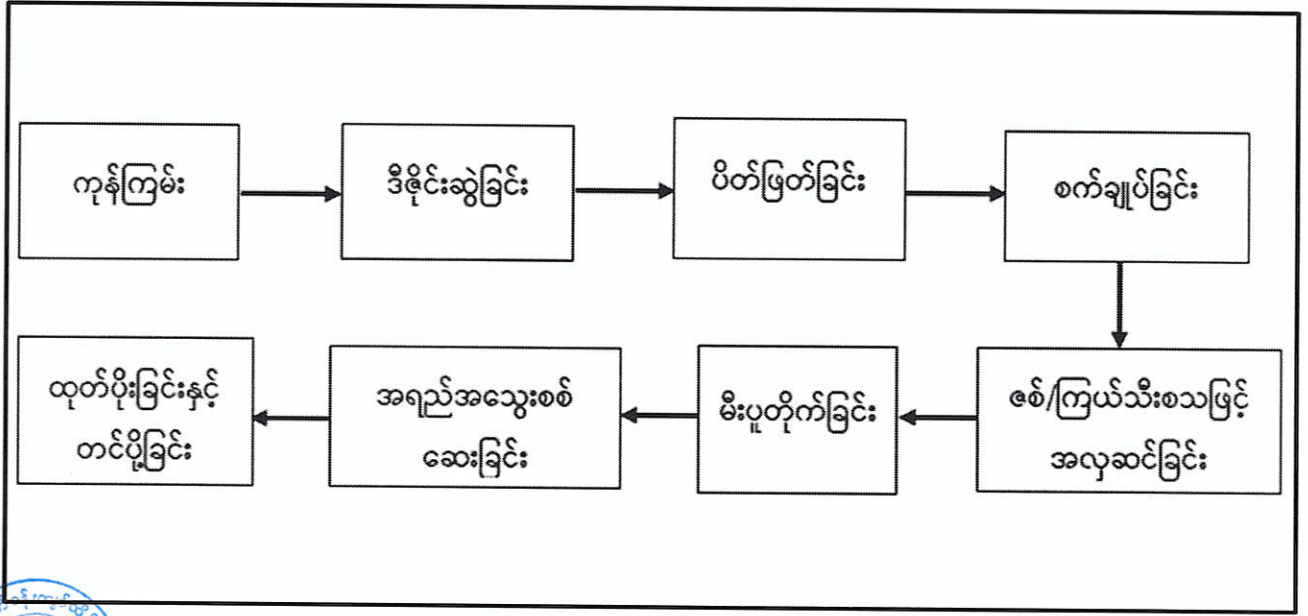 ကုန်ကြမ်း
ဒီဇိုင်းဆွဲခြင်း
ပိတ်ဖြတ်ခြင်း
စက်ချုပ်ခြင်း
ဇစ်/ကြယ်သီးစသဖြင့်
အလှဆင်ခြင်း
မီးပူတိုက်ခြင်း
အရည်အသွေးစစ်
ဆေးခြင်း
ထုတ်ပိုးခြင်းနှင့်
တင်ပို့ခြင်း